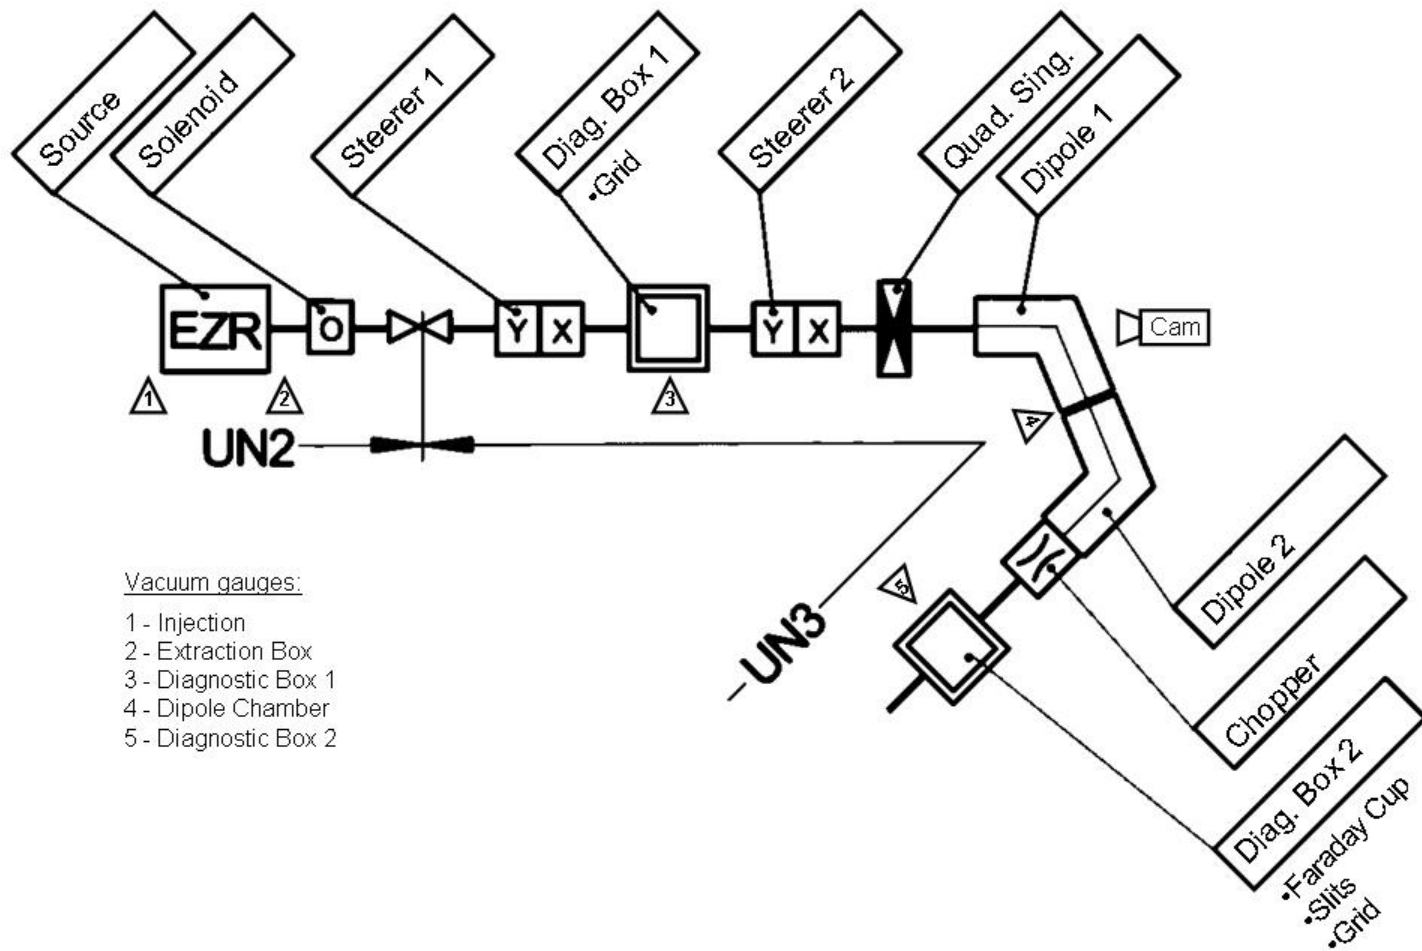 Source
Solenoid
Steerer 1
Diag. Box 1
•Grid
Steerer 2
Quad. Sing.
Dipole 1
EZR
O
Y X
Y X
Cam
1
2
3
4
UN2
5
UN3
Dipole 2
Chopper
Diag. Box 2
•Faraday Cup
•Slits
•Grid
Vacuum gauges:
1 - Injection
2 - Extraction Box
3 - Diagnostic Box 1
4 - Dipole Chamber
5 - Diagnostic Box 2